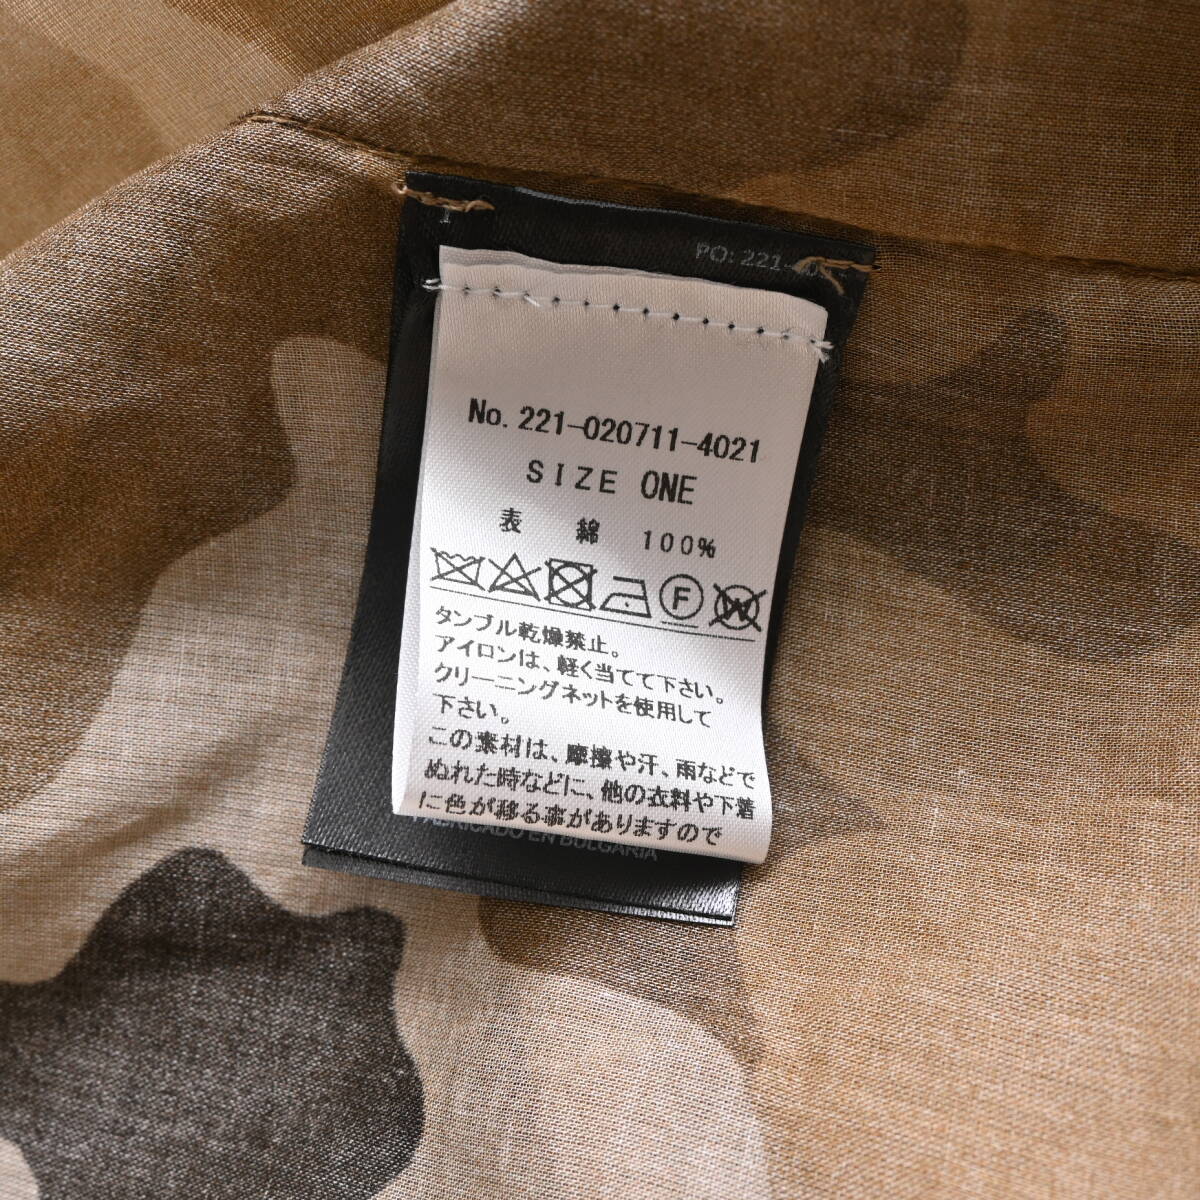 PO: 221-
No. 221-020711-4021
SIZE ONE
表 綿 100%
F W
タンブル乾燥禁止。
アイロンは、軽く当てて下さい。
クリーニングネットを使用して
下さい。
この素材は、摩擦や汗、雨などで
ぬれた時などに、他の衣料や下着
に色が移る事がありますので
FABRICADO EN BULGARIA